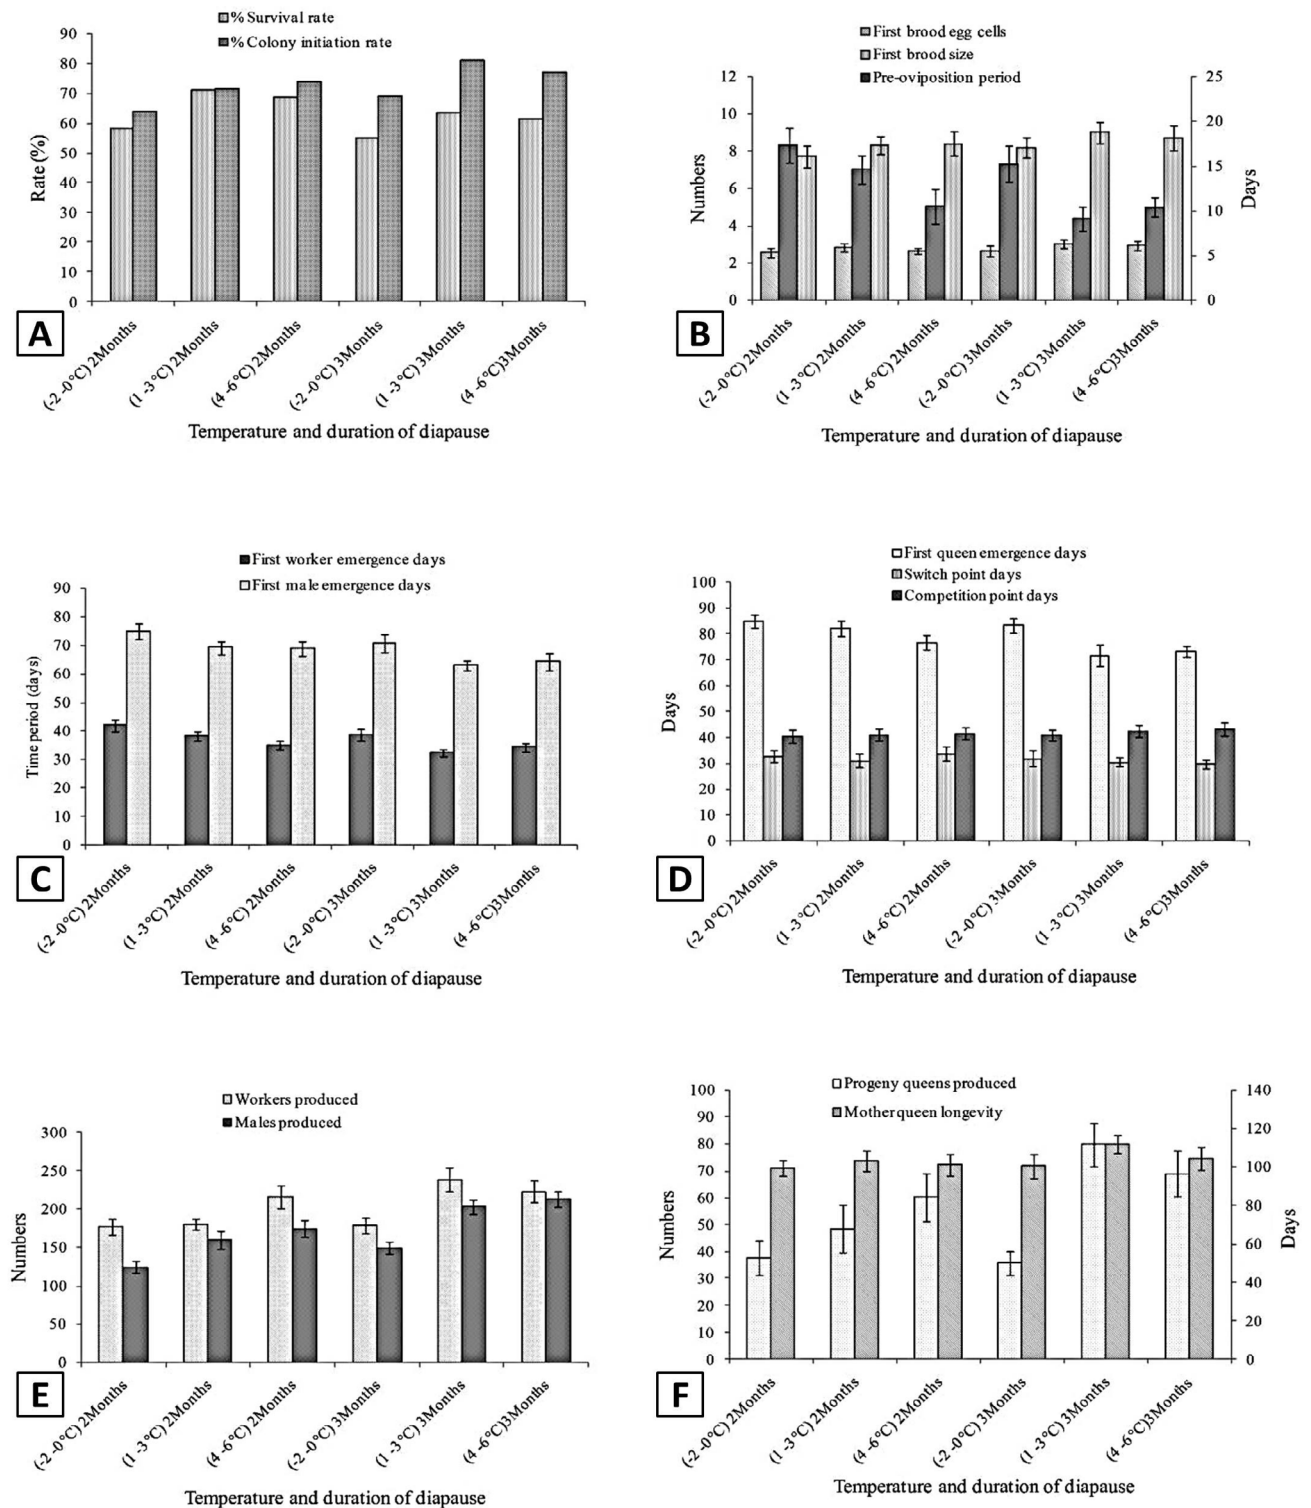 % Survival rate
% Colony initiation rate
90
80
70
60
50
40
30
20
10
0
Rate (%)
(-2 -0°C) 2Months
(1 -3°C) 2Months
(4 -6°C) 2Months
(-2 -0°C) 3Months
(1 -3°C) 3Months
(4 -6°C) 3Months
Temperature and duration of diapause
A
First brood egg cells
First brood size
Pre-oviposition period
12
10
8
6
4
2
0
Numbers
25
20
15
10
5
0
Days
(-2 -0°C) 2Months
(1 -3°C) 2Months
(4 -6°C) 2Months
(-2 -0°C) 3Months
(1 -3°C) 3Months
(4 -6°C)3Months
Temperature and duration of diapause
B
First worker emergence days
First male emergence days
90
80
70
60
50
40
30
20
10
0
Time period (days)
(-2 -0°C) 2Months
(1 -3°C) 2Months
(4 -6°C) 2Months
(-2 -0°C) 3Months
(1 -3°C) 3Months
(4 -6°C)3Months
Temperature and duration of diapause
C
First queen emergence days
Switch point days
Competition point days
100
90
80
70
60
50
40
30
20
10
0
Days
(-2 -0°C) 2Months
(1 -3°C) 2Months
(4 -6°C) 2Months
(-2 -0°C) 3Months
(1 -3°C) 3Months
(4 -6°C)3Months
Temperature and duration of diapause
D
Workers produced
Males produced
300
250
200
150
100
50
0
Numbers
(-2 -0°C) 2Months
(1 -3°C) 2Months
(4 -6°C) 2Months
(-2 -0°C) 3Months
(1 -3°C) 3Months
(4 -6°C)3Months
Temperature and duration of diapause
E
Progeny queens produced
Mother queen longevity
100
90
80
70
60
50
40
30
20
10
0
Numbers
140
120
100
80
60
40
20
0
Days
(-2 -0°C) 2Months
(1 -3°C) 2Months
(4 -6°C) 2Months
(-2 -0°C) 3Months
(1 -3°C) 3Months
(4 -6°C)3Months
Temperature and duration of diapause
F